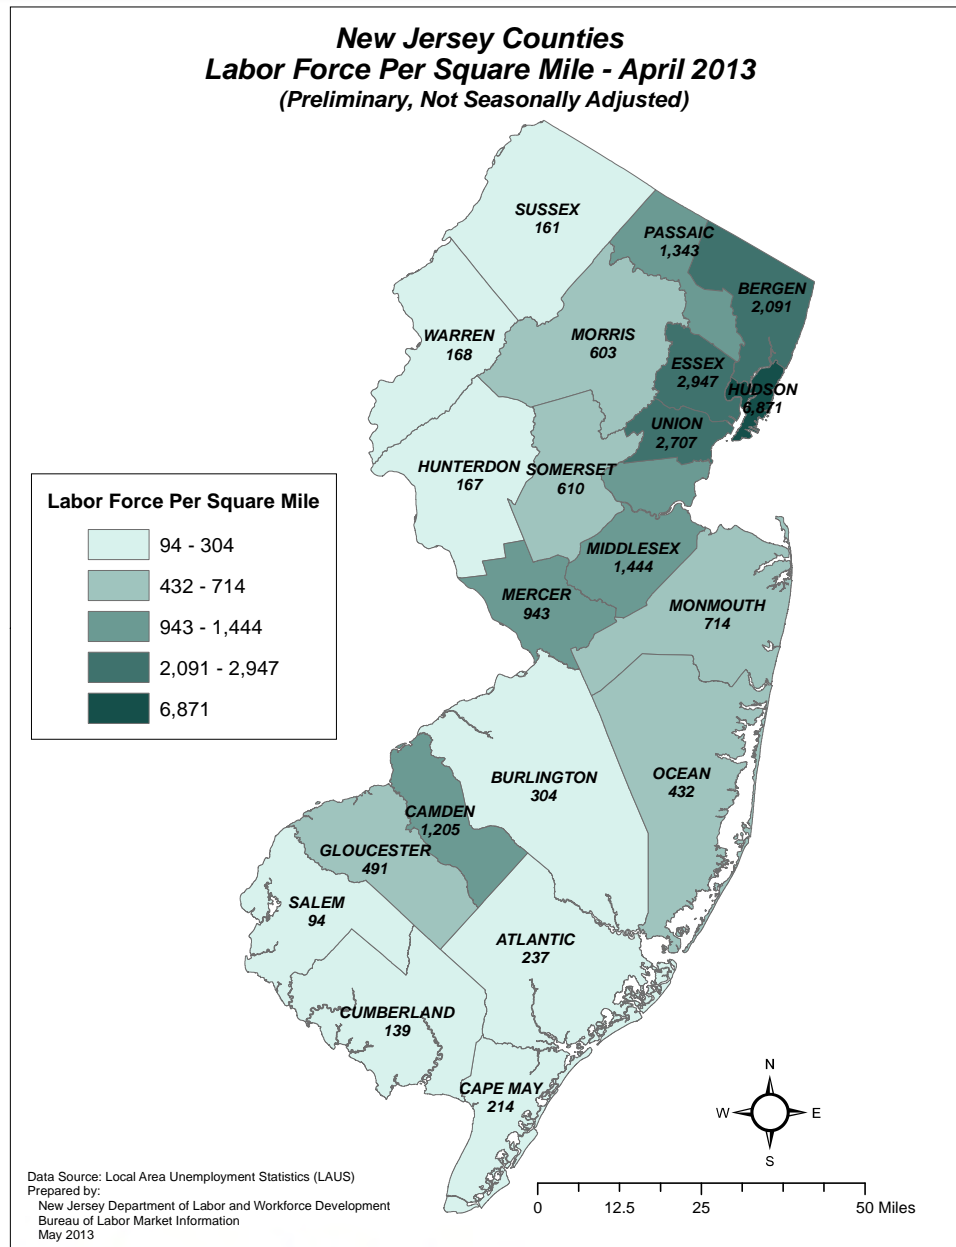 New Jersey Counties
Labor Force Per Square Mile - April 2013
(Preliminary, Not Seasonally Adjusted)
SUSSEX
161
PASSAIC
1,343
BERGEN
2,091
WARREN
168
MORRIS
603
ESSEX
2,947
HUDSON
6,871
UNION
2,707
HUNTERDON
167
SOMERSET
610
MIDDLESEX
1,444
MERCER
943
MONMOUTH
714
Labor Force Per Square Mile
94 - 304
432 - 714
943 - 1,444
2,091 - 2,947
6,871
BURLINGTON
304
OCEAN
432
CAMDEN
1,205
GLOUCESTER
491
SALEM
94
ATLANTIC
237
CUMBERLAND
139
CAPE MAY
214
N
W E
S
Data Source: Local Area Unemployment Statistics (LAUS)
Prepared by:
New Jersey Department of Labor and Workforce Development
Bureau of Labor Market Information
May 2013
0 12.5 25 50 Miles